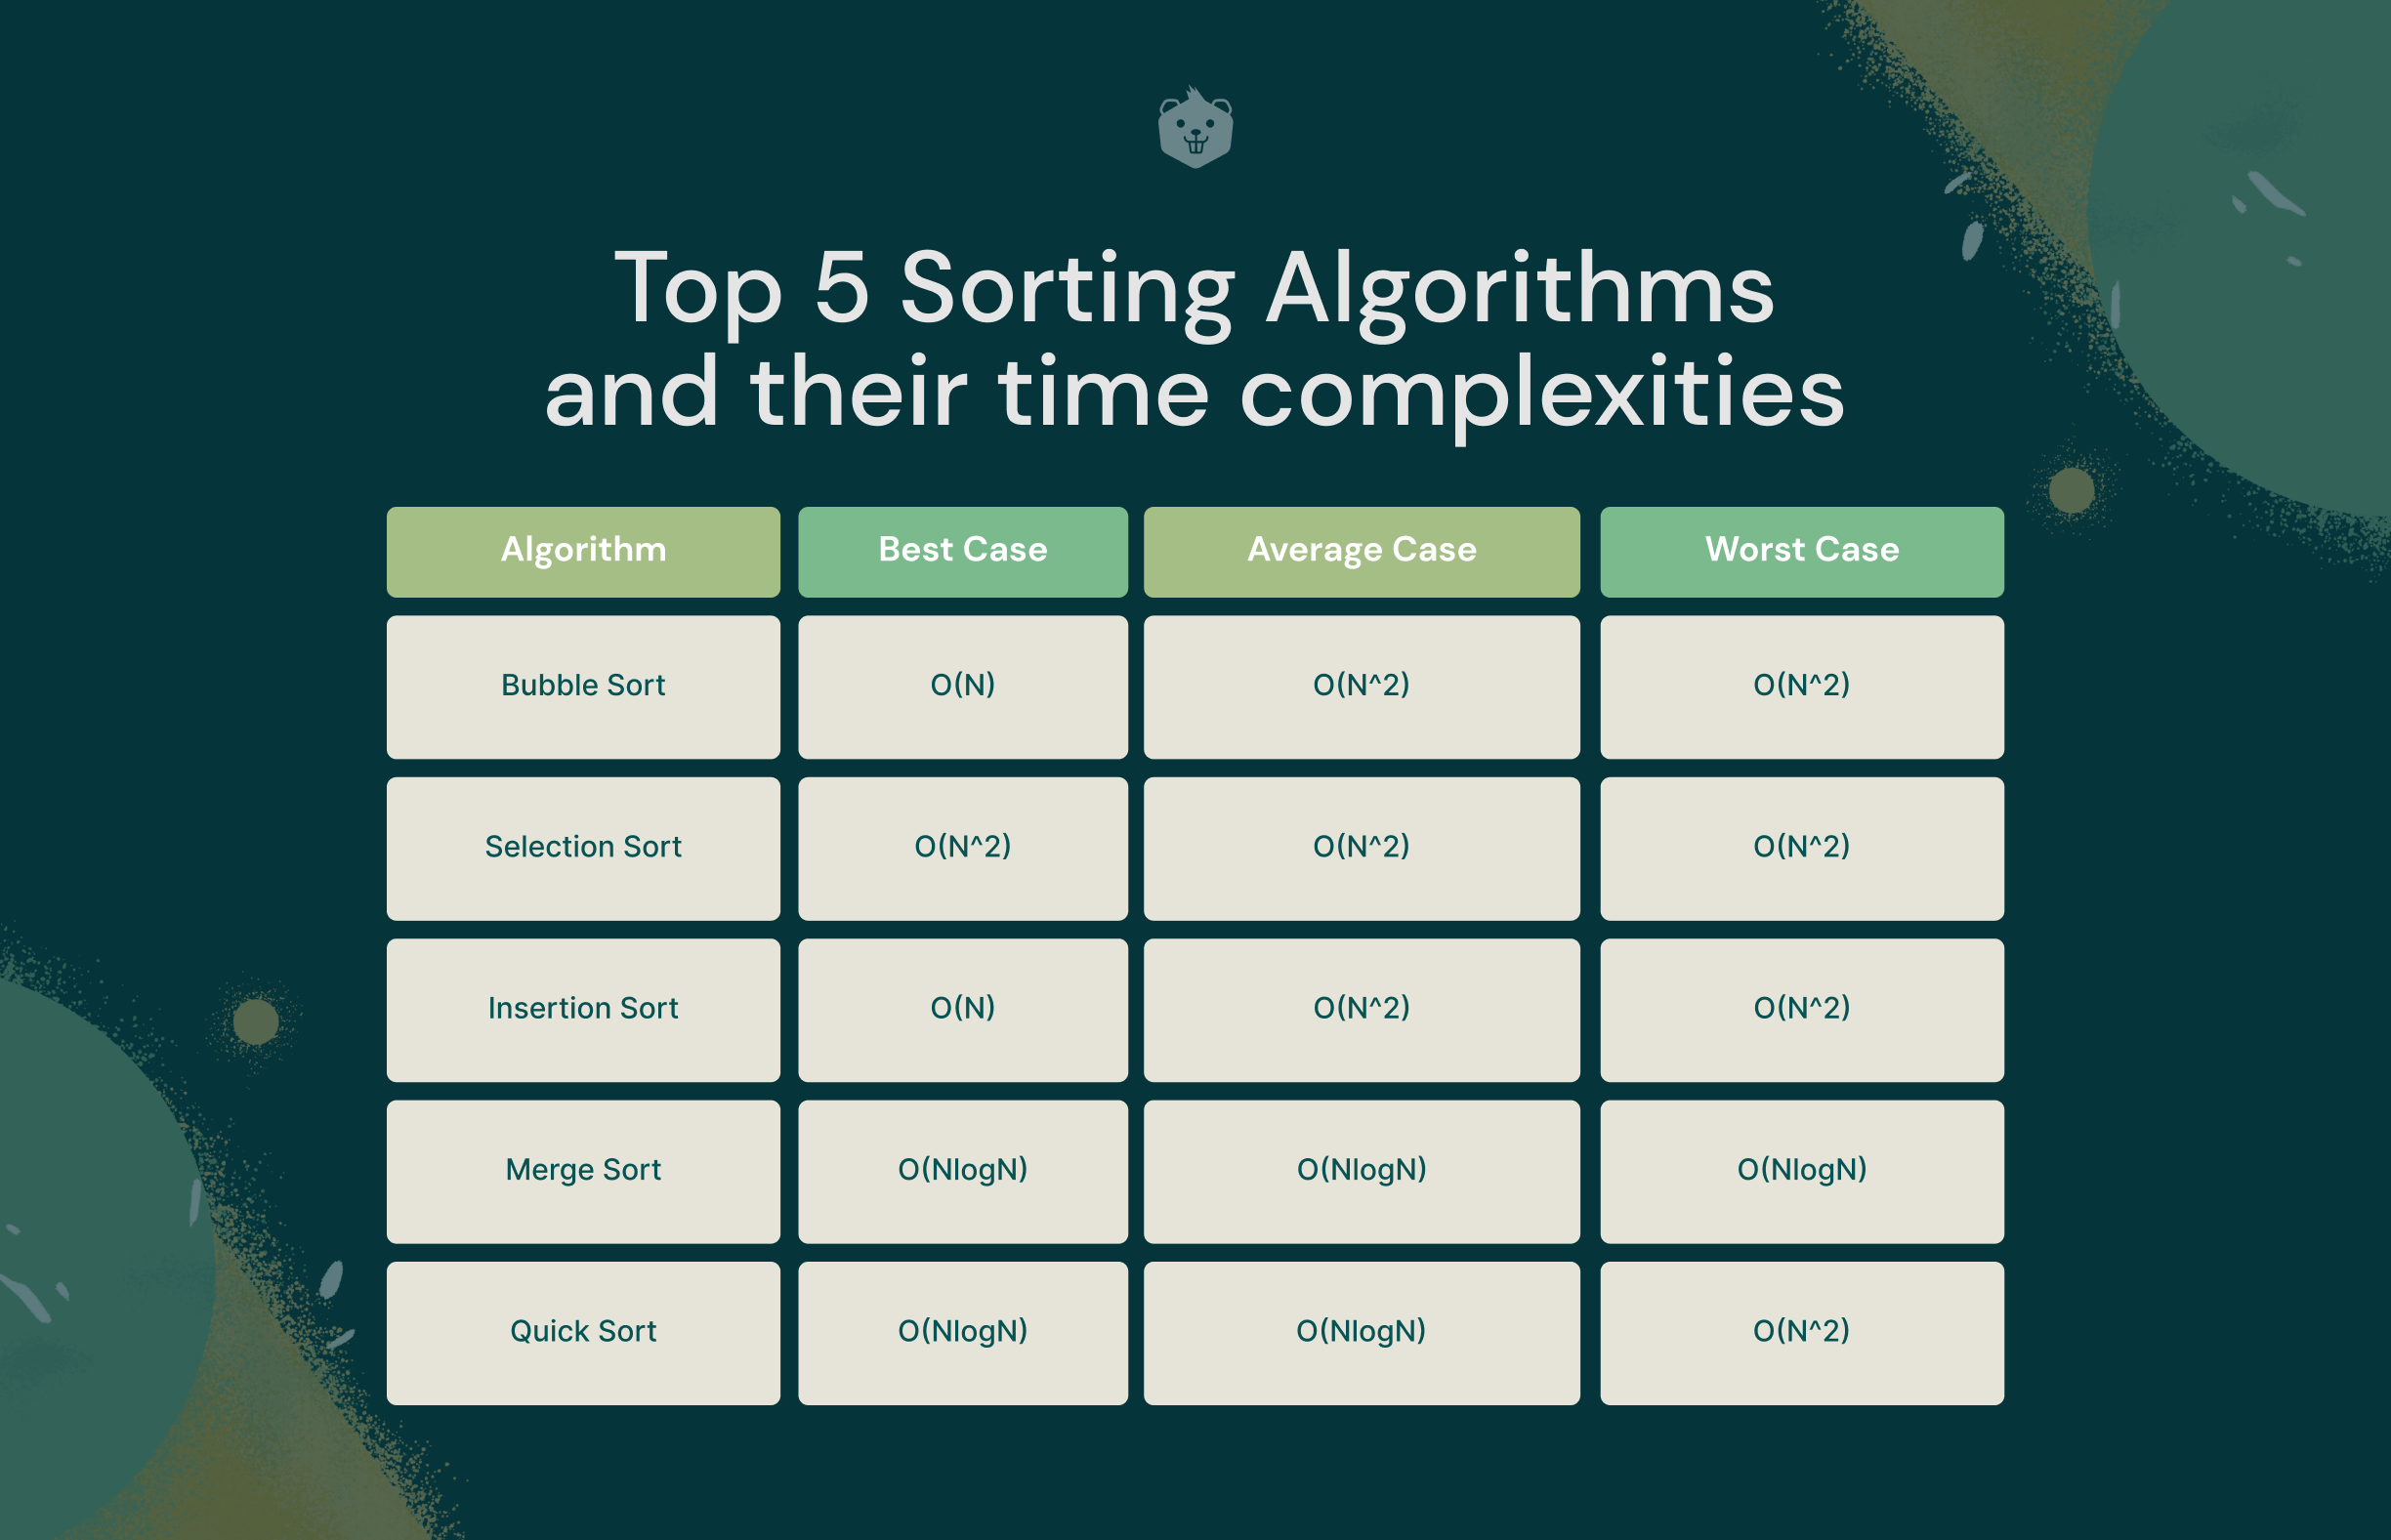 Top 5 Sorting Algorithms
and their time complexities
Algorithm Best Case Average Case Worst Case
Bubble Sort O(N) O(N^2) O(N^2)
Selection Sort O(N^2) O(N^2) O(N^2)
Insertion Sort O(N) O(N^2) O(N^2)
Merge Sort O(NlogN) O(NlogN) O(NlogN)
Quick Sort O(NlogN) O(NlogN) O(N^2)